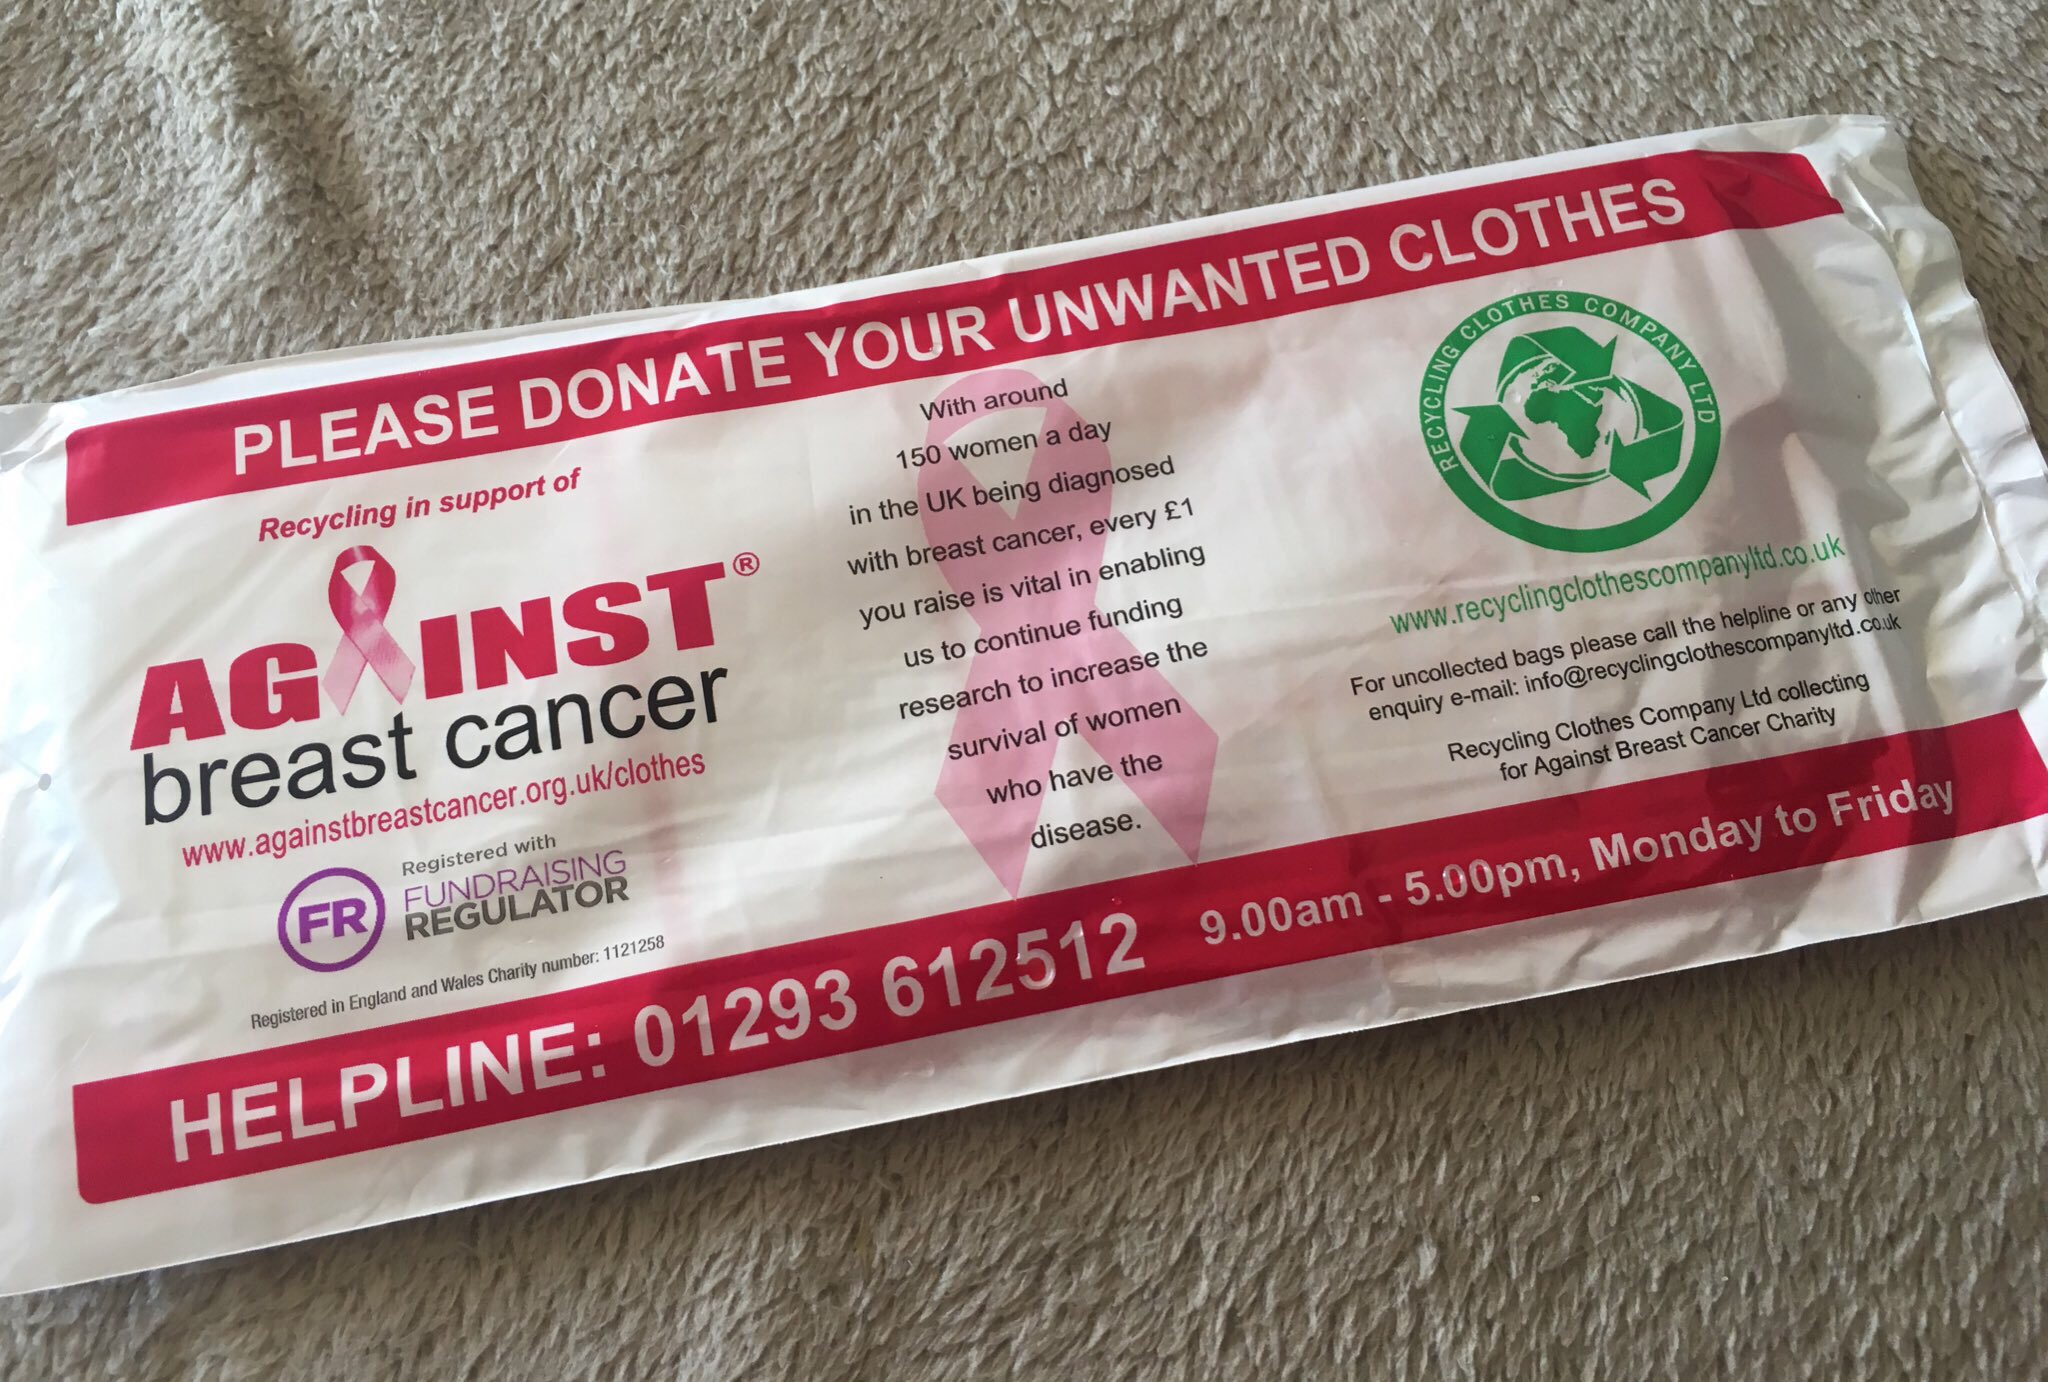 PLEASE DONATE YOUR UNWANTED CLOTHES
Recycling in support of
AGAINST®
breast cancer
www.againstbreastcancer.org.uk/clothes
FR
Registered with
FUNDRAISING
REGULATOR
Registered in England and Wales Charity number: 1121258
With around
150 women a day
in the UK being diagnosed
with breast cancer, every £1
you raise is vital in enabling
us to continue funding
research to increase the
survival of women
who have the
disease.
RECYCLING CLOTHES COMPANY LTD
www.recyclingclothescompanyltd.co.uk
For uncollected bags please call the helpline or any other
enquiry e-mail: info@recyclingclothescompanyltd.co.uk
Recycling Clothes Company Ltd collecting
for Against Breast Cancer Charity
HELPLINE: 01293 612512 9.00am - 5.00pm, Monday to Friday